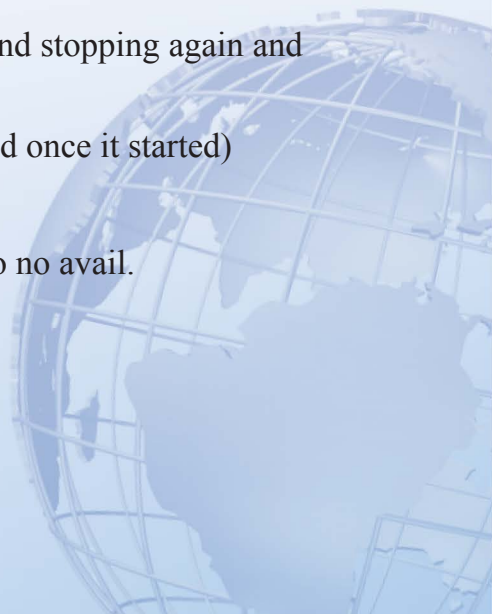 nd stopping again and
d once it started)
o no avail.